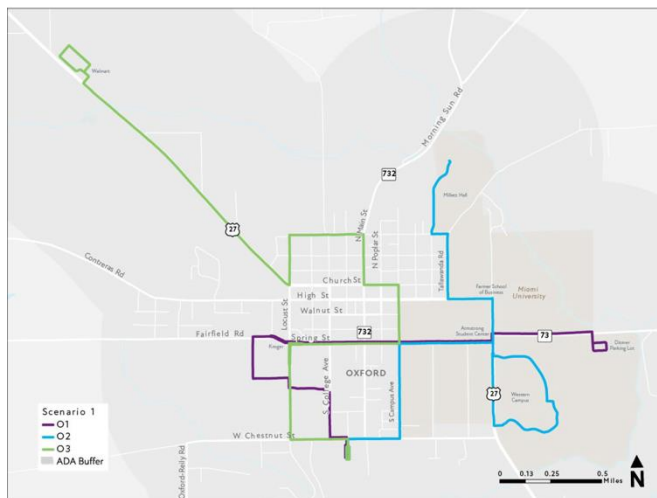 Walmart
Morning Sun Rd
732
27
Millett Hall
N Main St
N Poplar St
Tallawanda Rd
Contreras Rd
Church St
Farmer School
of Business
Miami
University
High St
Locust St
Walnut St
Fairfield Rd
Spring St
732
Armstrong
Student Center
73
Kroger
Ditmer
Parking Lot
OXFORD
S College Ave
S Campus Ave
27
Western
Campus
Scenario 1
O1
O2
O3
ADA Buffer
W Chestnut St
Oxford-Reily Rd
0 0.13 0.25 0.5
Miles
N